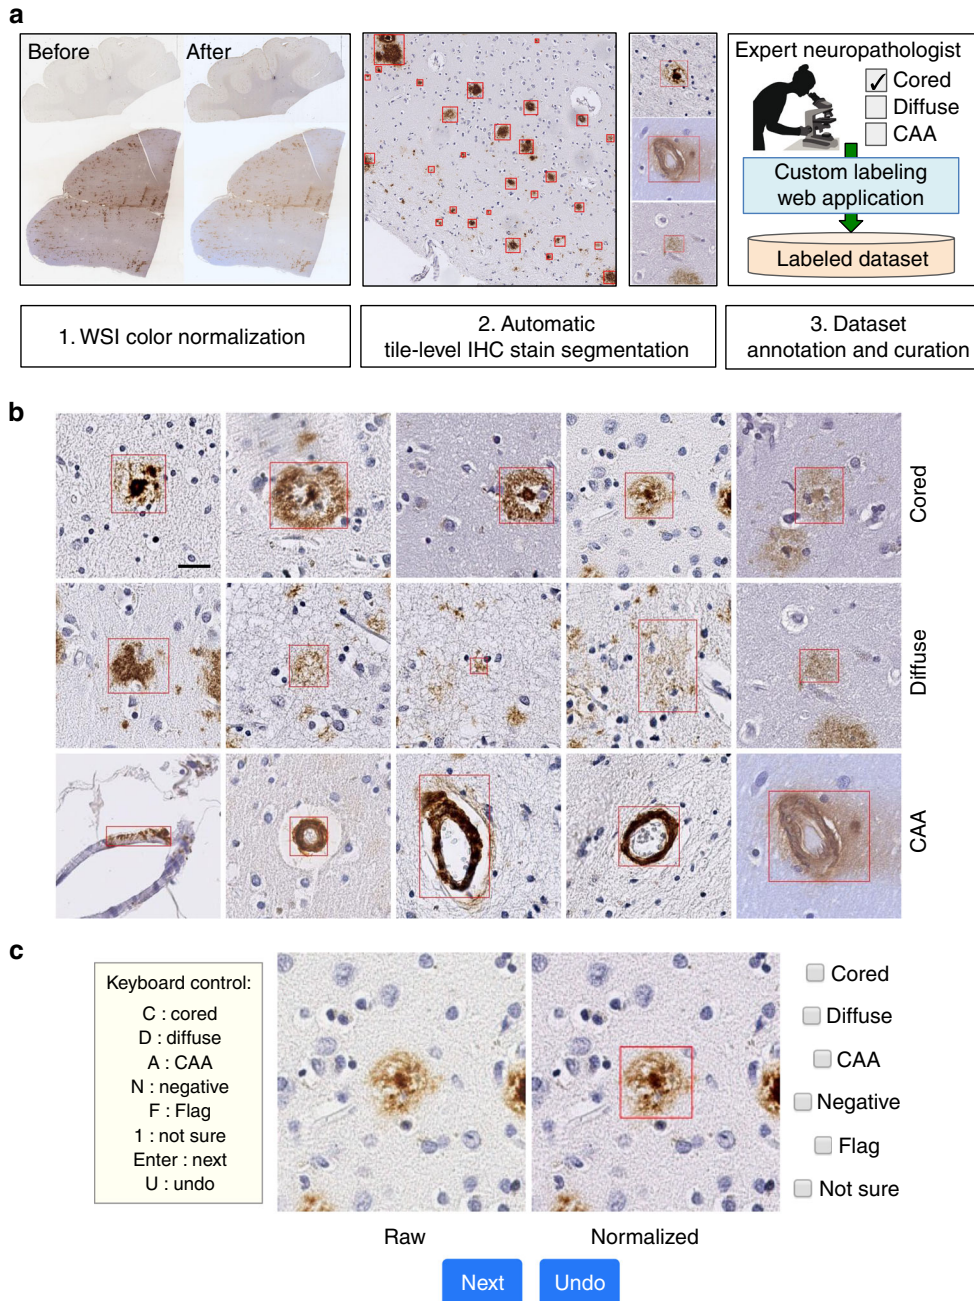 a
Before
After
Expert neuropathologist
Cored
Diffuse
CAA
Custom labeling
web application
Labeled dataset
1. WSI color normalization
2. Automatic
tile-level IHC stain segmentation
3. Dataset
annotation and curation
b
Cored
Diffuse
CAA
c
Keyboard control:
C : cored
D : diffuse
A : CAA
N : negative
F : Flag
1 : not sure
Enter : next
U : undo
Cored
Diffuse
CAA
Negative
Flag
Not sure
Raw
Normalized
Next
Undo